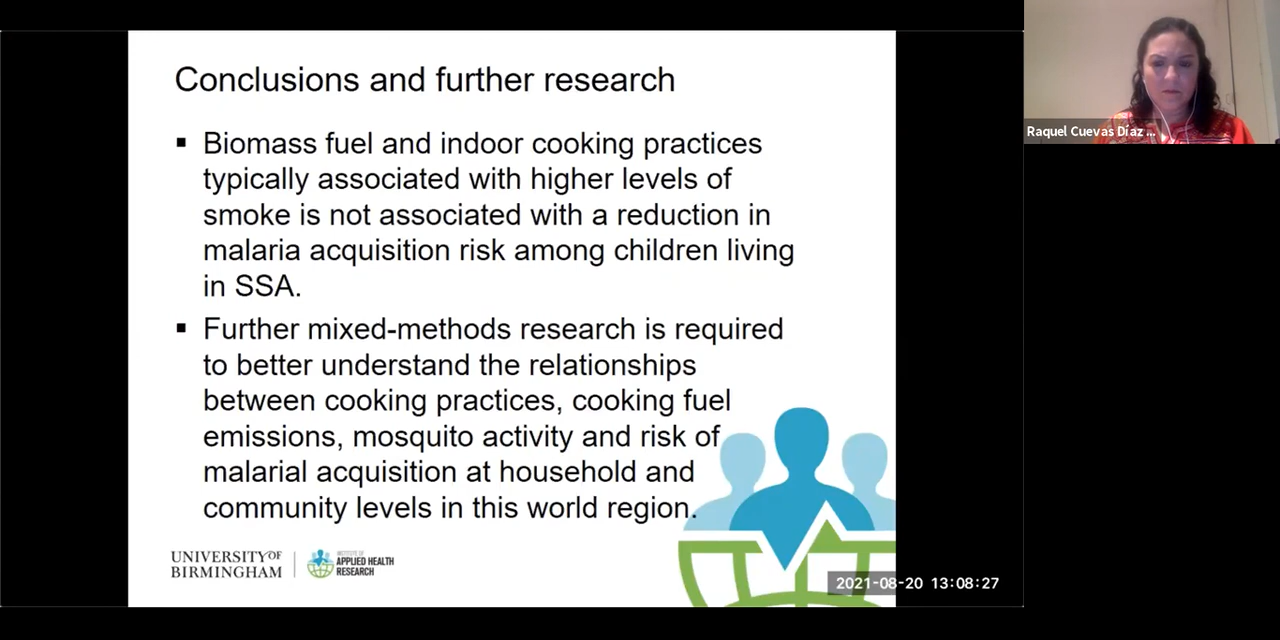 Conclusions and further research
▪ Biomass fuel and indoor cooking practices
typically associated with higher levels of
smoke is not associated with a reduction in
malaria acquisition risk among children living
in SSA.
▪ Further mixed-methods research is required
to better understand the relationships
between cooking practices, cooking fuel
emissions, mosquito activity and risk of
malarial acquisition at household and
community levels in this world region.
UNIVERSITY OF
BIRMINGHAM
INSTITUTE OF
APPLIED HEALTH
RESEARCH
2021-08-20 13:08:27
Raquel Cuevas Díaz ...